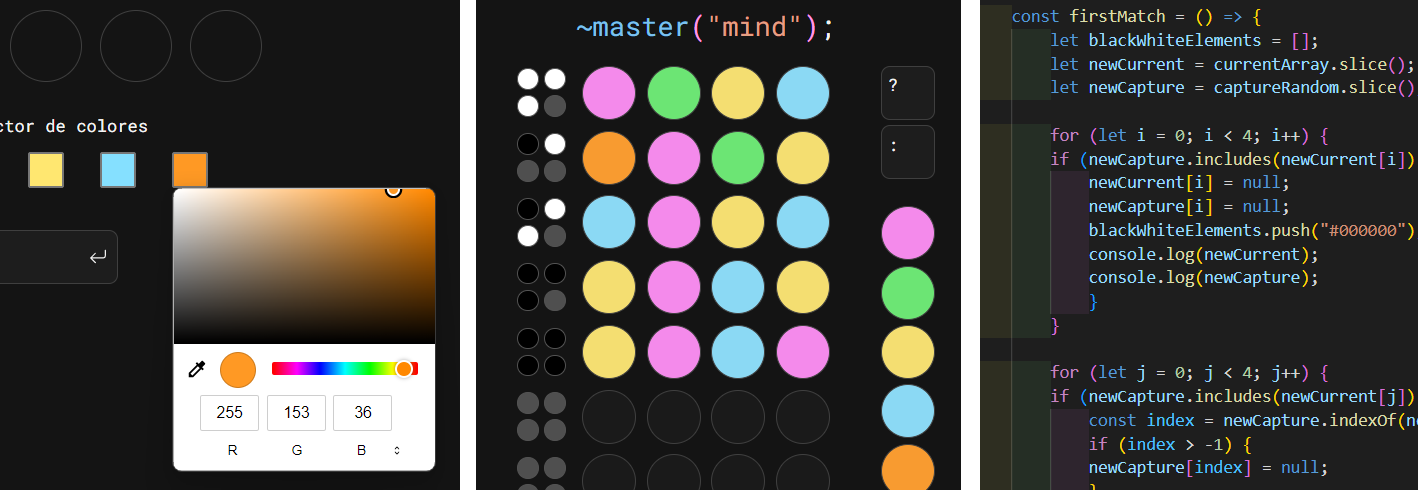 ctor de colores
255 153 36
R G B
~master("mind");
?
:
const firstMatch = () => {
let blackWhiteElements = [];
let newCurrent = currentArray.slice();
let newCapture = captureRandom.slice()
for (let i = 0; i < 4; i++) {
if (newCapture.includes(newCurrent[i])
newCurrent[i] = null;
newCapture[i] = null;
blackWhiteElements.push("#000000")
console.log(newCurrent);
console.log(newCapture);
}
}
for (let j = 0; j < 4; j++) {
if (newCapture.includes(newCurrent[j])
const index = newCapture.indexOf(ne
if (index > -1) {
newCapture[index] = null;
}